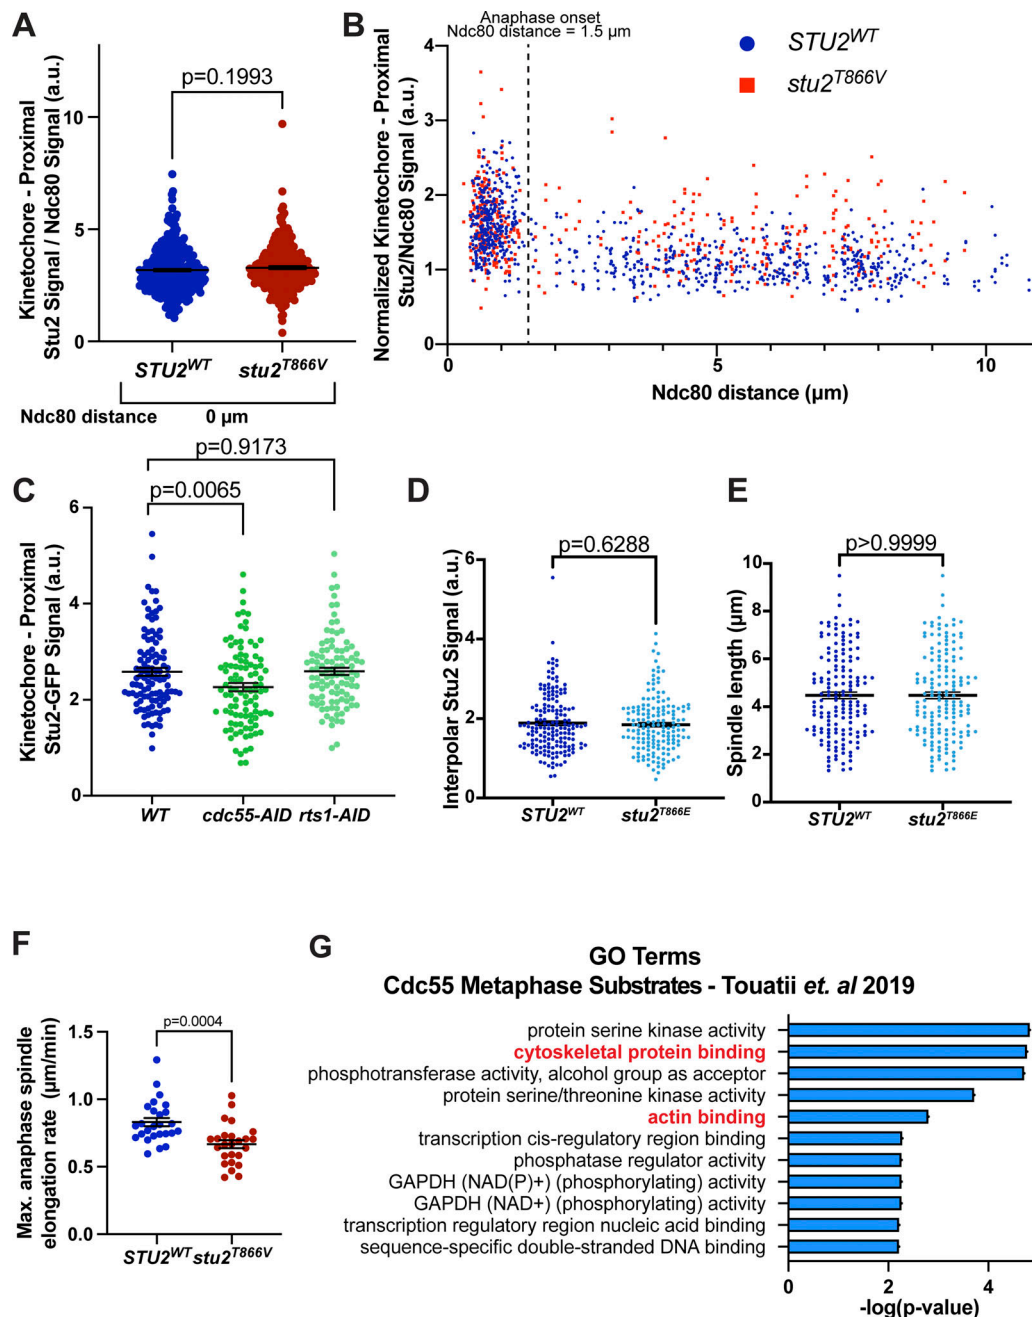 A
Kinetochore - Proximal
Stu2 Signal / Ndc80 Signal (a.u.)
10
5
0
p=0.1993
STU2WT
stu2T866V
Ndc80 distance
0 µm
B
Anaphase onset
Ndc80 distance = 1.5 µm
STU2WT
stu2T866V
Normalized Kinetochore - Proximal
Stu2/Ndc80 Signal (a.u.)
4
3
2
1
0
0
5
10
Ndc80 distance (µm)
C
p=0.9173
p=0.0065
Kinetochore - Proximal
Stu2-GFP Signal (a.u.)
6
4
2
0
WT
cdc55-AID
rts1-AID
D
p=0.6288
Interpolar Stu2 Signal (a.u.)
6
4
2
0
STU2WT
stu2T866E
E
p>0.9999
Spindle length (µm)
10
8
6
4
2
0
STU2WT
stu2T866E
F
p=0.0004
Max. anaphase spindle
elongation rate (µm/min)
1.5
1.0
0.5
0.0
STU2WT
stu2T866V
G
GO Terms
Cdc55 Metaphase Substrates - Touatii et. al 2019
protein serine kinase activity
cytoskeletal protein binding
phosphotransferase activity, alcohol group as acceptor
protein serine/threonine kinase activity
actin binding
transcription cis-regulatory region binding
phosphatase regulator activity
GAPDH (NAD(P)+) (phosphorylating) activity
GAPDH (NAD+) (phosphorylating) activity
transcription regulatory region nucleic acid binding
sequence-specific double-stranded DNA binding
0
2
4
-log(p-value)